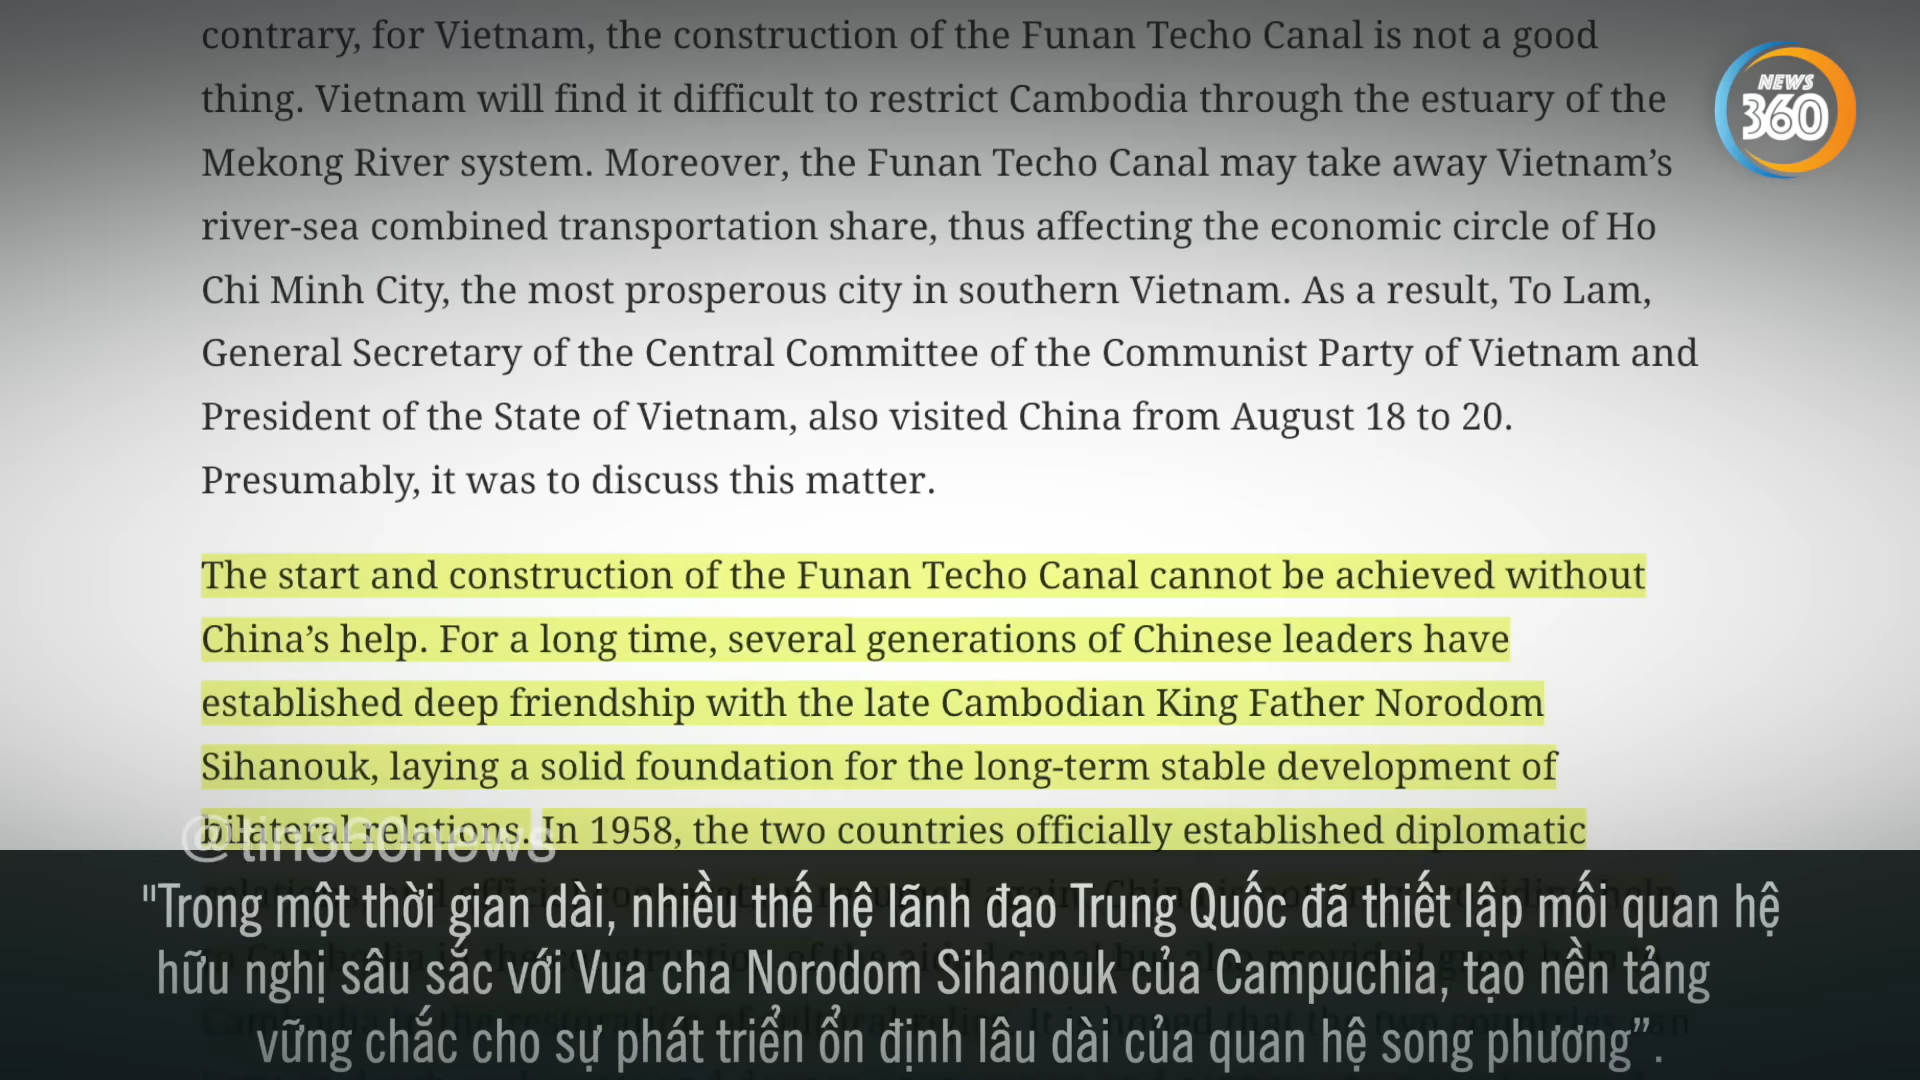 contrary, for Vietnam, the construction of the Funan Techo Canal is not a good
thing. Vietnam will find it difficult to restrict Cambodia through the estuary of the
Mekong River system. Moreover, the Funan Techo Canal may take away Vietnam’s
river-sea combined transportation share, thus affecting the economic circle of Ho
Chi Minh City, the most prosperous city in southern Vietnam. As a result, To Lam,
General Secretary of the Central Committee of the Communist Party of Vietnam and
President of the State of Vietnam, also visited China from August 18 to 20.
Presumably, it was to discuss this matter.
NEWS
360
The start and construction of the Funan Techo Canal cannot be achieved without
China’s help. For a long time, several generations of Chinese leaders have
established deep friendship with the late Cambodian King Father Norodom
Sihanouk, laying a solid foundation for the long-term stable development of
bilateral relations. In 1958, the two countries officially established diplomatic
@tin360news
"Trong một thời gian dài, nhiều thế hệ lãnh đạo Trung Quốc đã thiết lập mối quan hệ
hữu nghị sâu sắc với Vua cha Norodom Sihanouk của Campuchia, tạo nền tảng
vững chắc cho sự phát triển ổn định lâu dài của quan hệ song phương”.